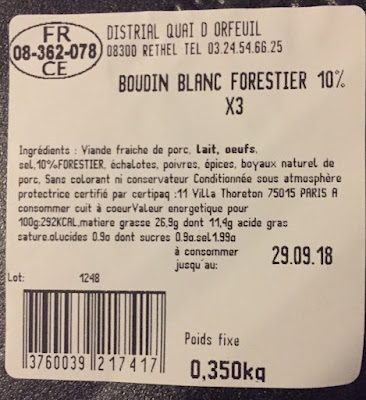 FR
08-362-078
CE
DISTRIAL QUAI D ORFEUIL
08300 RETHEL TEL 03.24.54.66.25
BOUDIN BLANC FORESTIER 10%
X3
Ingrédients : Viande fraiche de porc, lait, oeufs,
sel,10%FORESTIER, échalotes, poivres, épices, boyaux naturel de
porc, Sans colorant ni conservateur Conditionnée sous atmosphère
protectrice certifié par certipaq :11 Villa Thoreton 75015 PARIS A
consommer cuit à coeurValeur energetique pour
100g:292KCAL,matiere grasse 26,9g dont 11,4g acide gras
sature.glucides 0.9g dont sucres 0.9g.sel1.99g
à consommer
jusqu'au:
29.09.18
Lot: 1248
Poids fixe
3760039 217417
0,350kg